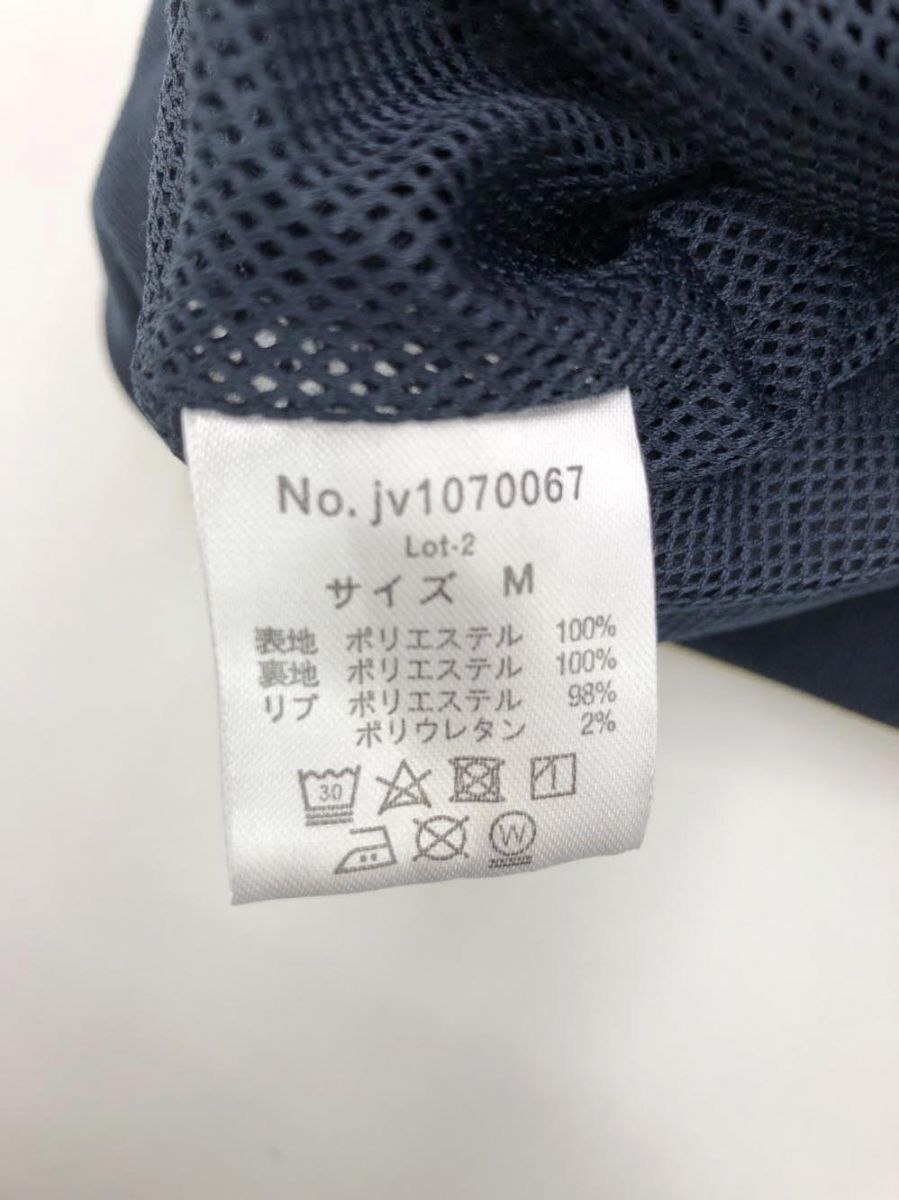 No. jv1070067
Lot-2
サイズ M
表地 ポリエステル 100%
裏地 ポリエステル 100%
リブ ポリエステル 98%
ポリウレタン 2%
30
W